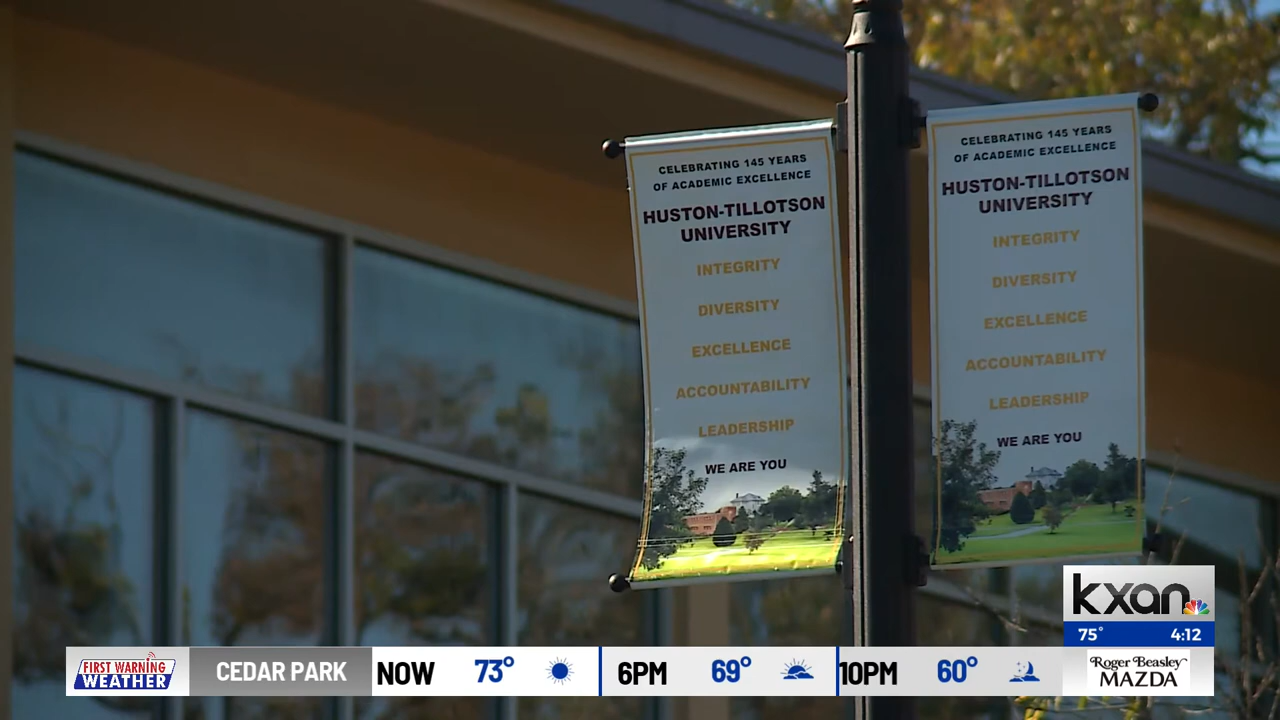 CELEBRATING 145 YEARS
OF ACADEMIC EXCELLENCE
HUSTON-TILLOTSON
UNIVERSITY
INTEGRITY
DIVERSITY
EXCELLENCE
ACCOUNTABILITY
LEADERSHIP
WE ARE YOU
CELEBRATING 145 YEARS
OF ACADEMIC EXCELLENCE
HUSTON-TILLOTSON
UNIVERSITY
INTEGRITY
DIVERSITY
EXCELLENCE
ACCOUNTABILITY
LEADERSHIP
WE ARE YOU
kxan
75° 4:12
FIRST WARNING
WEATHER
CEDAR PARK NOW 73° 6PM 69° 10PM 60°
Roger Beasley
MAZDA